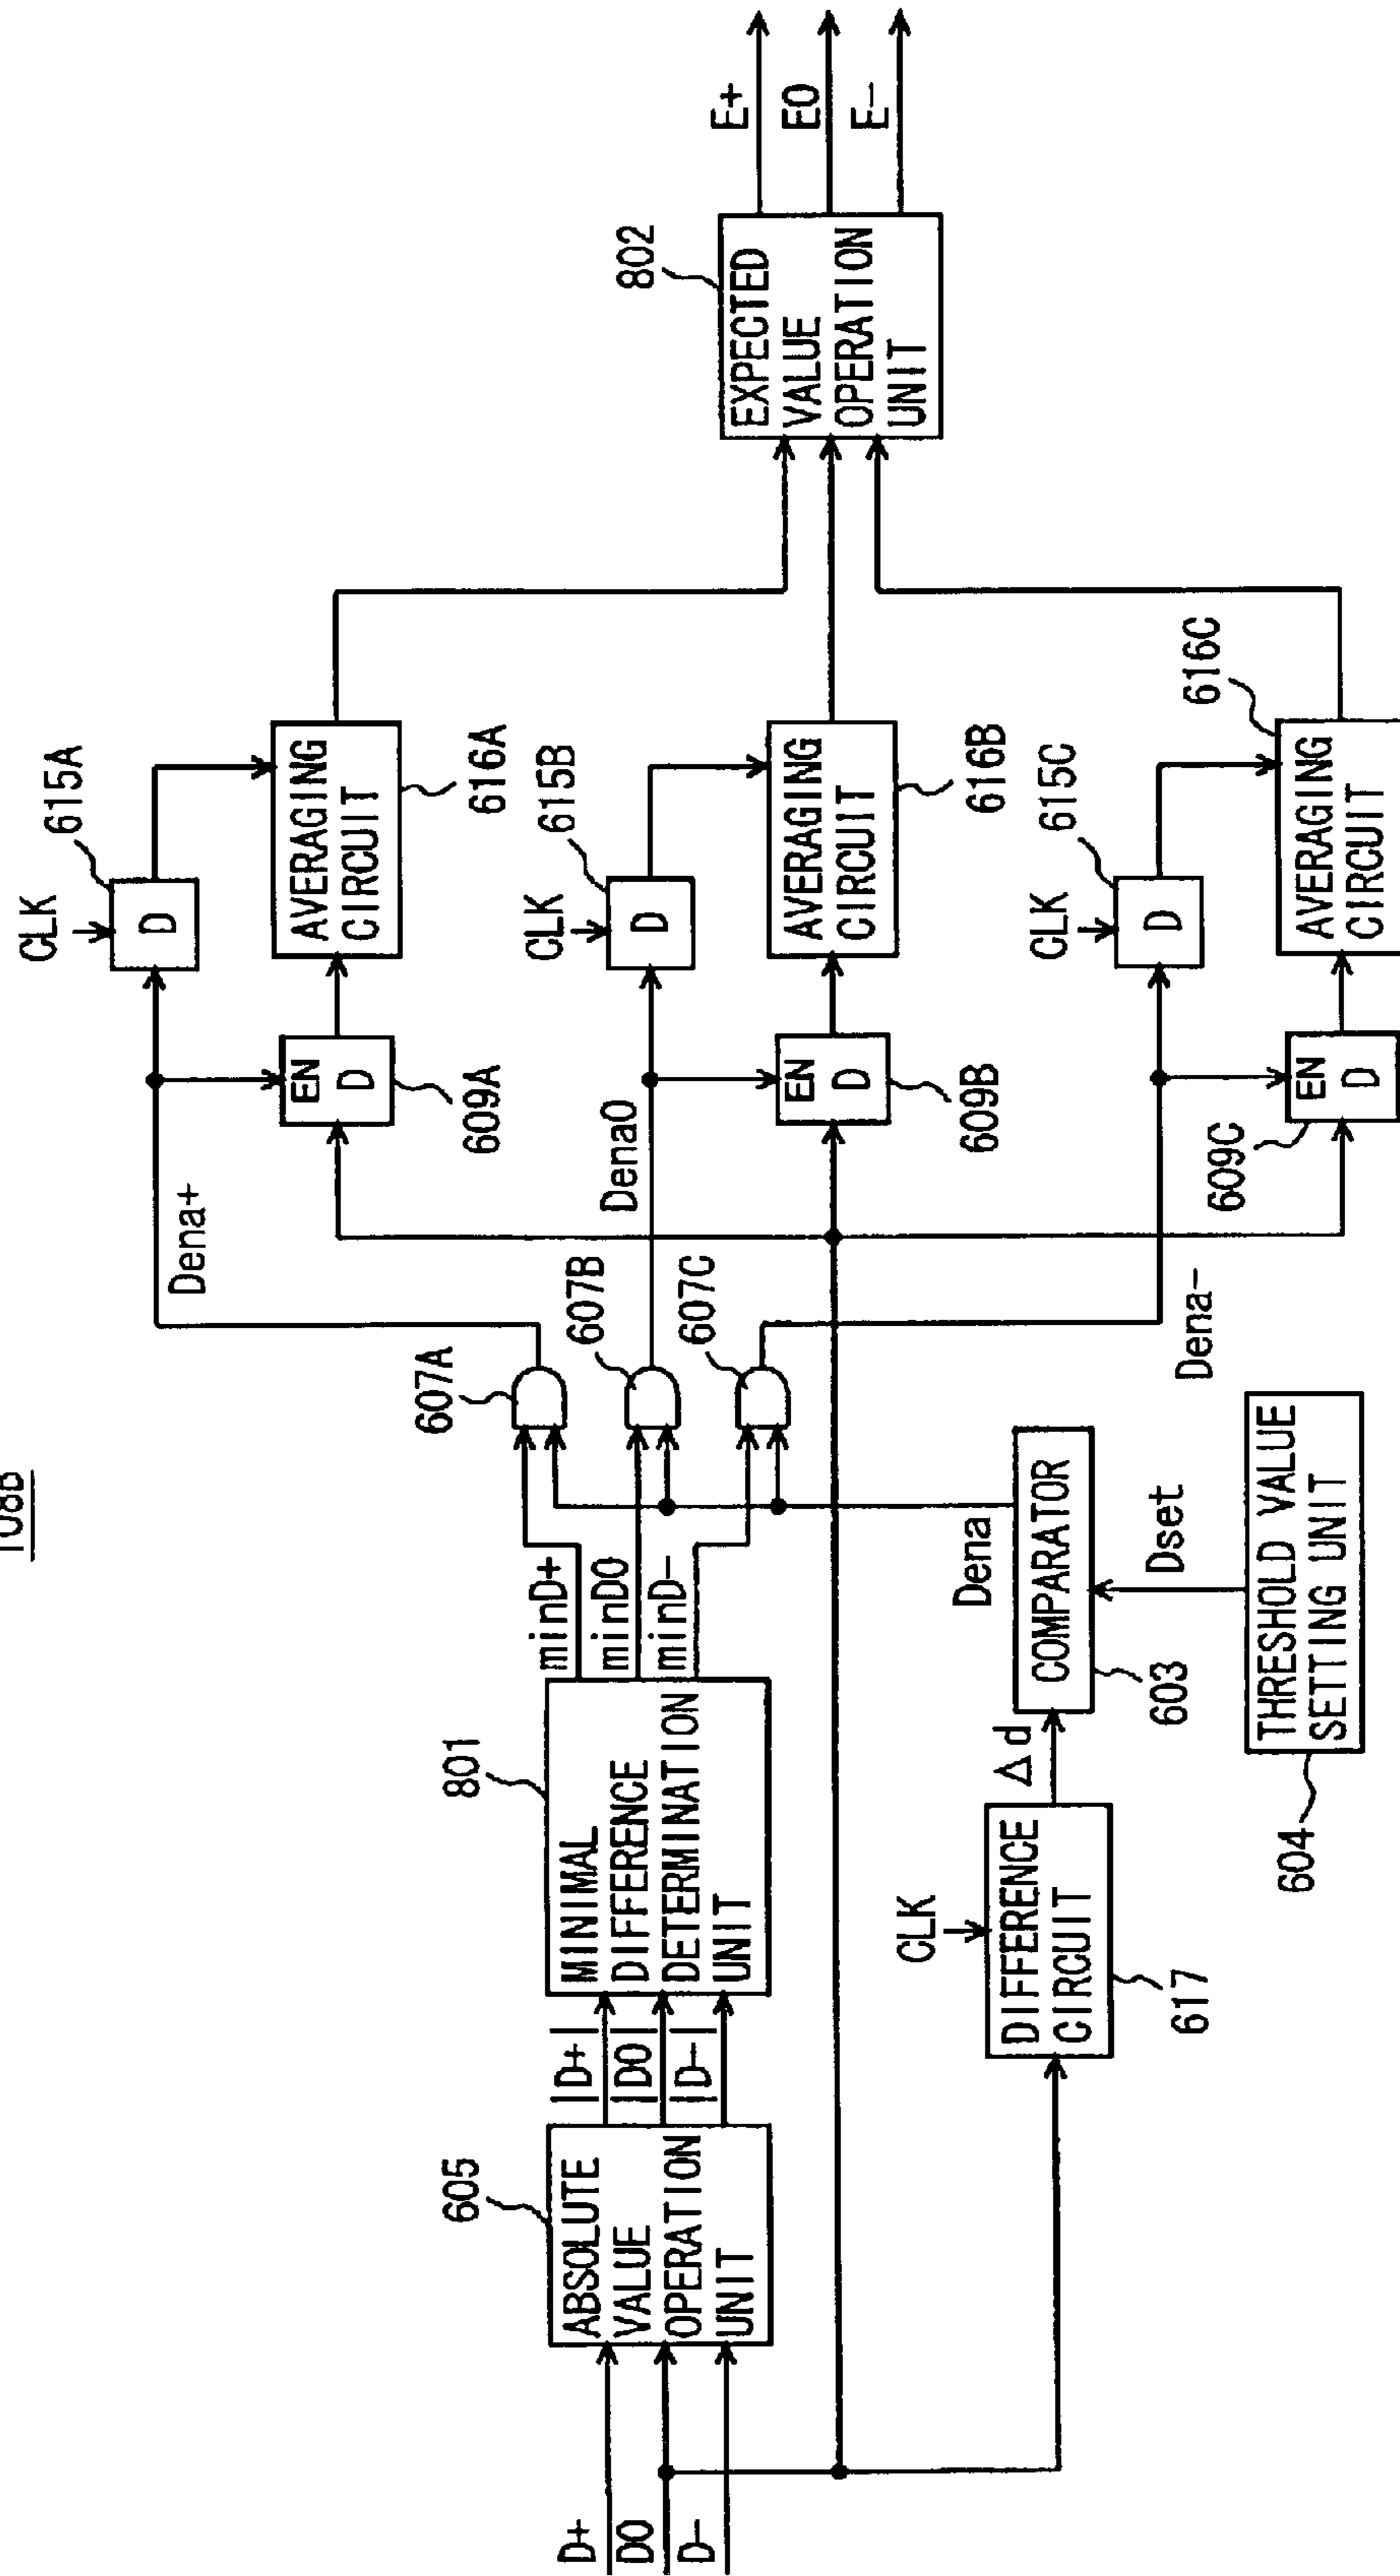 108B
D+
D0
D-
605
ABSOLUTE
VALUE
OPERATION
UNIT
|D+|
|D0|
|D-|
801
MINIMAL
DIFFERENCE
DETERMINATION
UNIT
minD+
minD0
minD-
CLK
DIFFERENCE
CIRCUIT
617
Δd
COMPARATOR
603
Dena
Dset
THRESHOLD VALUE
SETTING UNIT
604
607A
607B
607C
Dena+
Dena0
Dena-
CLK
D
615A
EN
D
609A
AVERAGING
CIRCUIT
616A
CLK
D
615B
EN
D
609B
AVERAGING
CIRCUIT
616B
CLK
D
615C
EN
D
609C
AVERAGING
CIRCUIT
616C
802
EXPECTED
VALUE
OPERATION
UNIT
E+
E0
E-